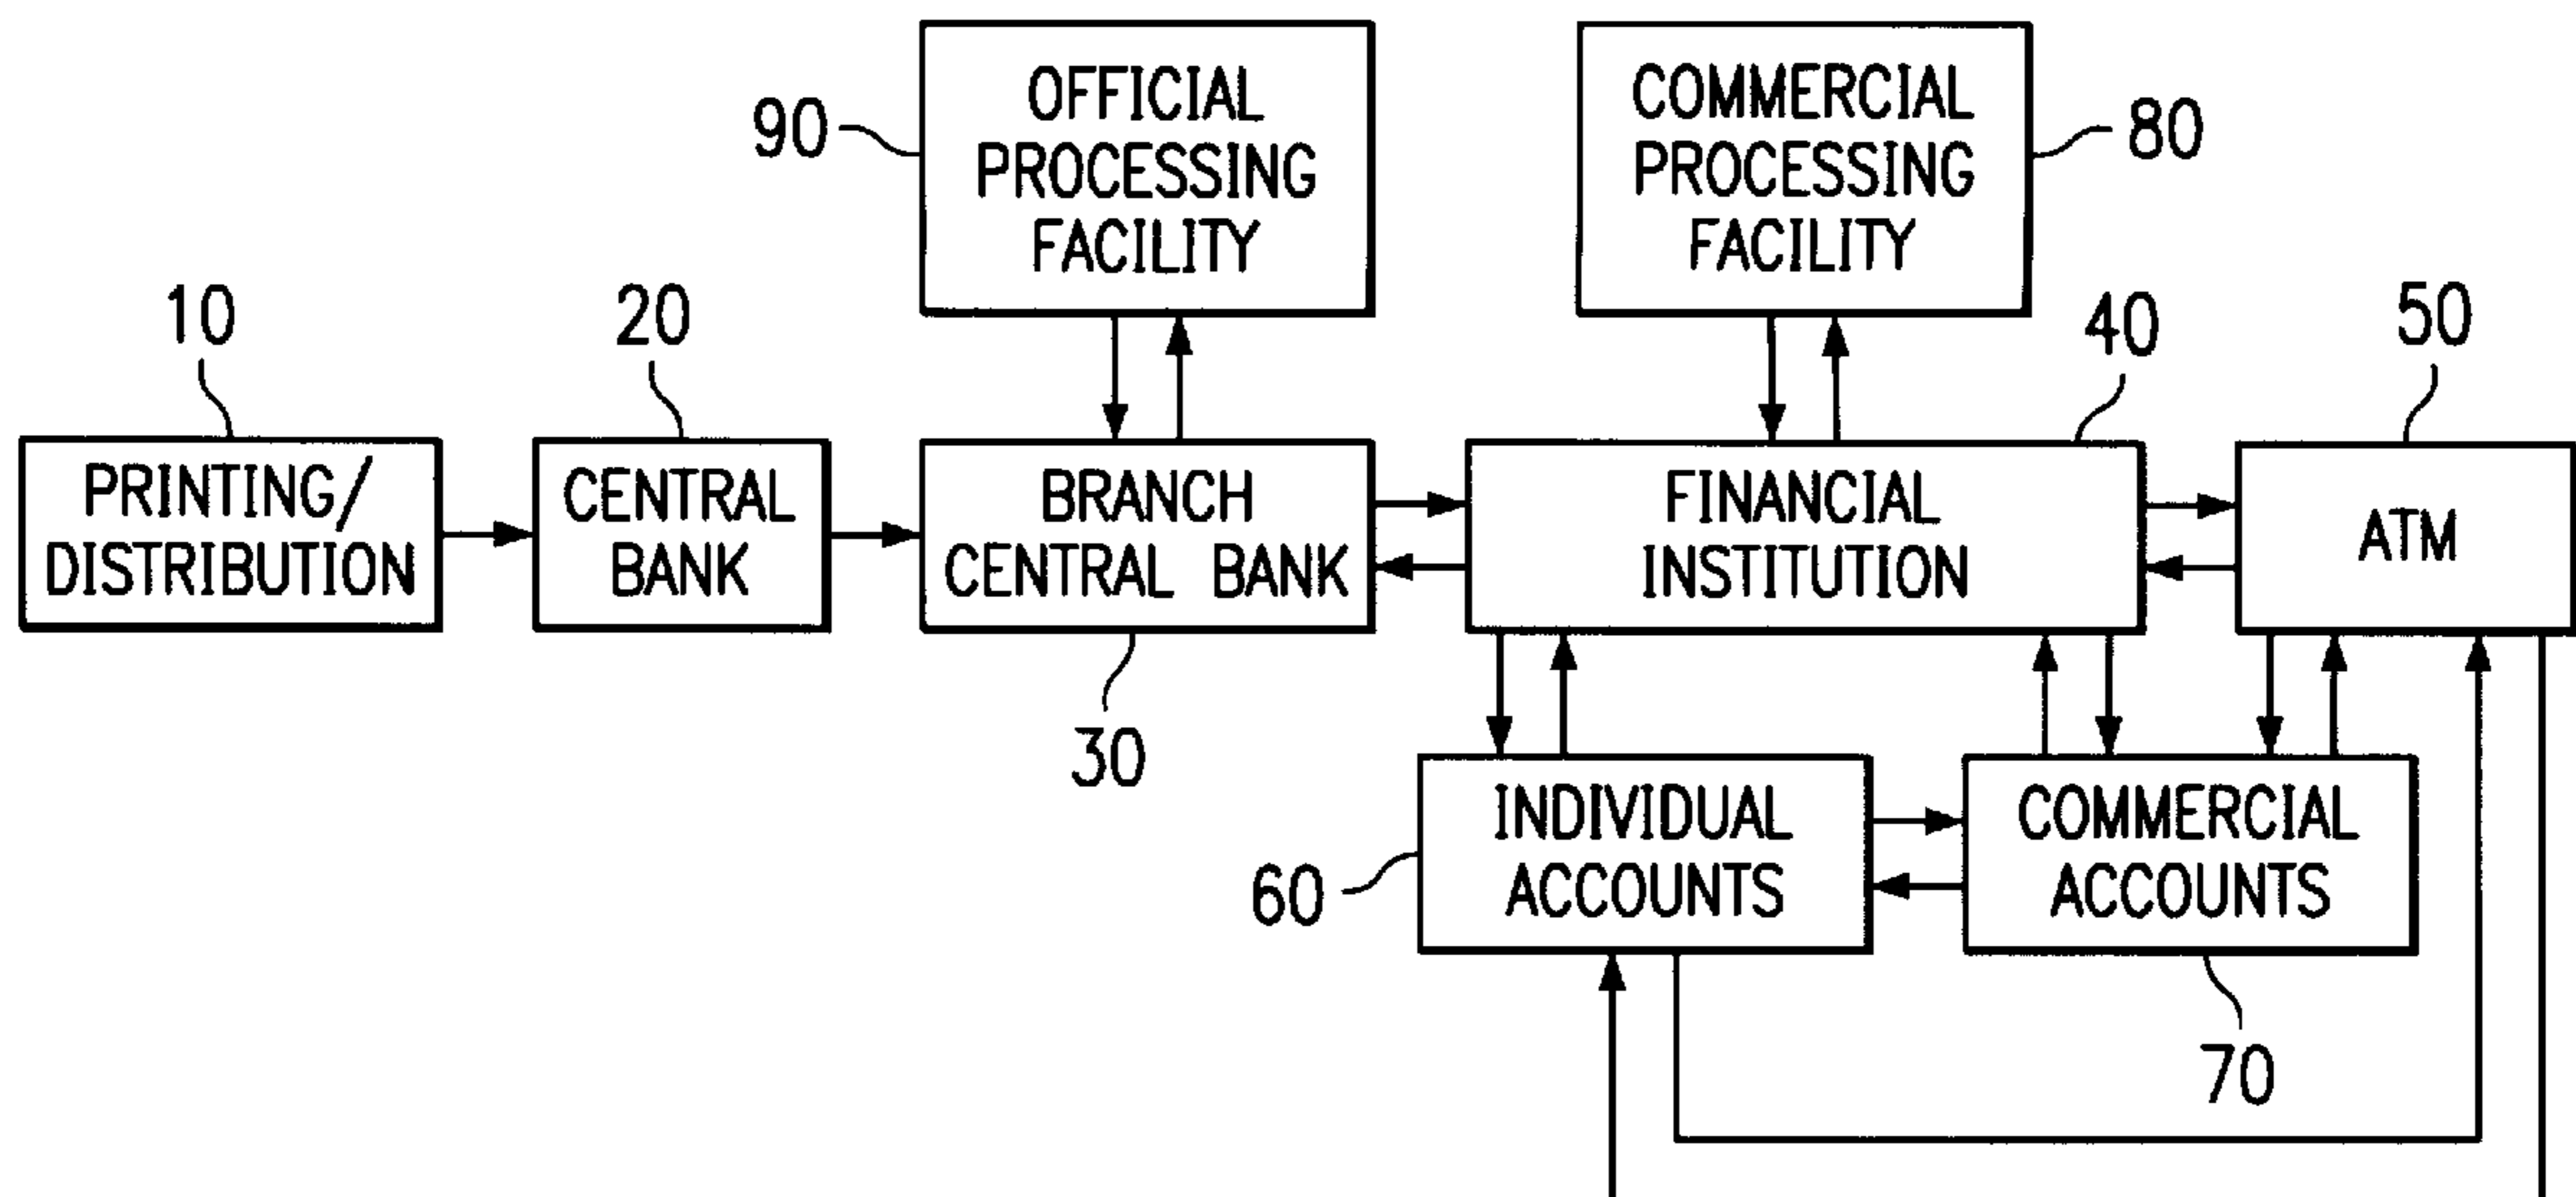 OFFICIAL
PROCESSING
FACILITY
90
COMMERCIAL
PROCESSING
FACILITY
80
10
20
40
50
PRINTING/
DISTRIBUTION
CENTRAL
BANK
BRANCH
CENTRAL BANK
FINANCIAL
INSTITUTION
ATM
30
INDIVIDUAL
ACCOUNTS
60
COMMERCIAL
ACCOUNTS
70